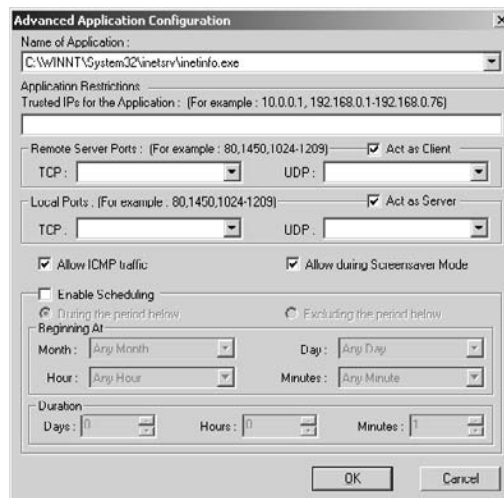 Advanced Application Configuration
Name of Application :
C:\WINNT\System32\inetsrv\inetinfo.exe
Application Restrictions
Trusted IPs for the Application : (For example : 10.0.0.1, 192.168.0.1-192.168.0.76)
Remote Server Ports : (For example : 80,1450,1024-1209) Act as Client
TCP : UDP :
Local Ports : (For example : 80,1450,1024-1209) Act as Server
TCP : UDP :
Allow ICMP traffic Allow during Screensaver Mode
Enable Scheduling
During the period below Excluding the period below
Beginning At
Month : Any Month Day : Any Day
Hour : Any Hour Minutes : Any Minute
Duration
Days : 0 Hours : 0 Minutes : 1
OK Cancel